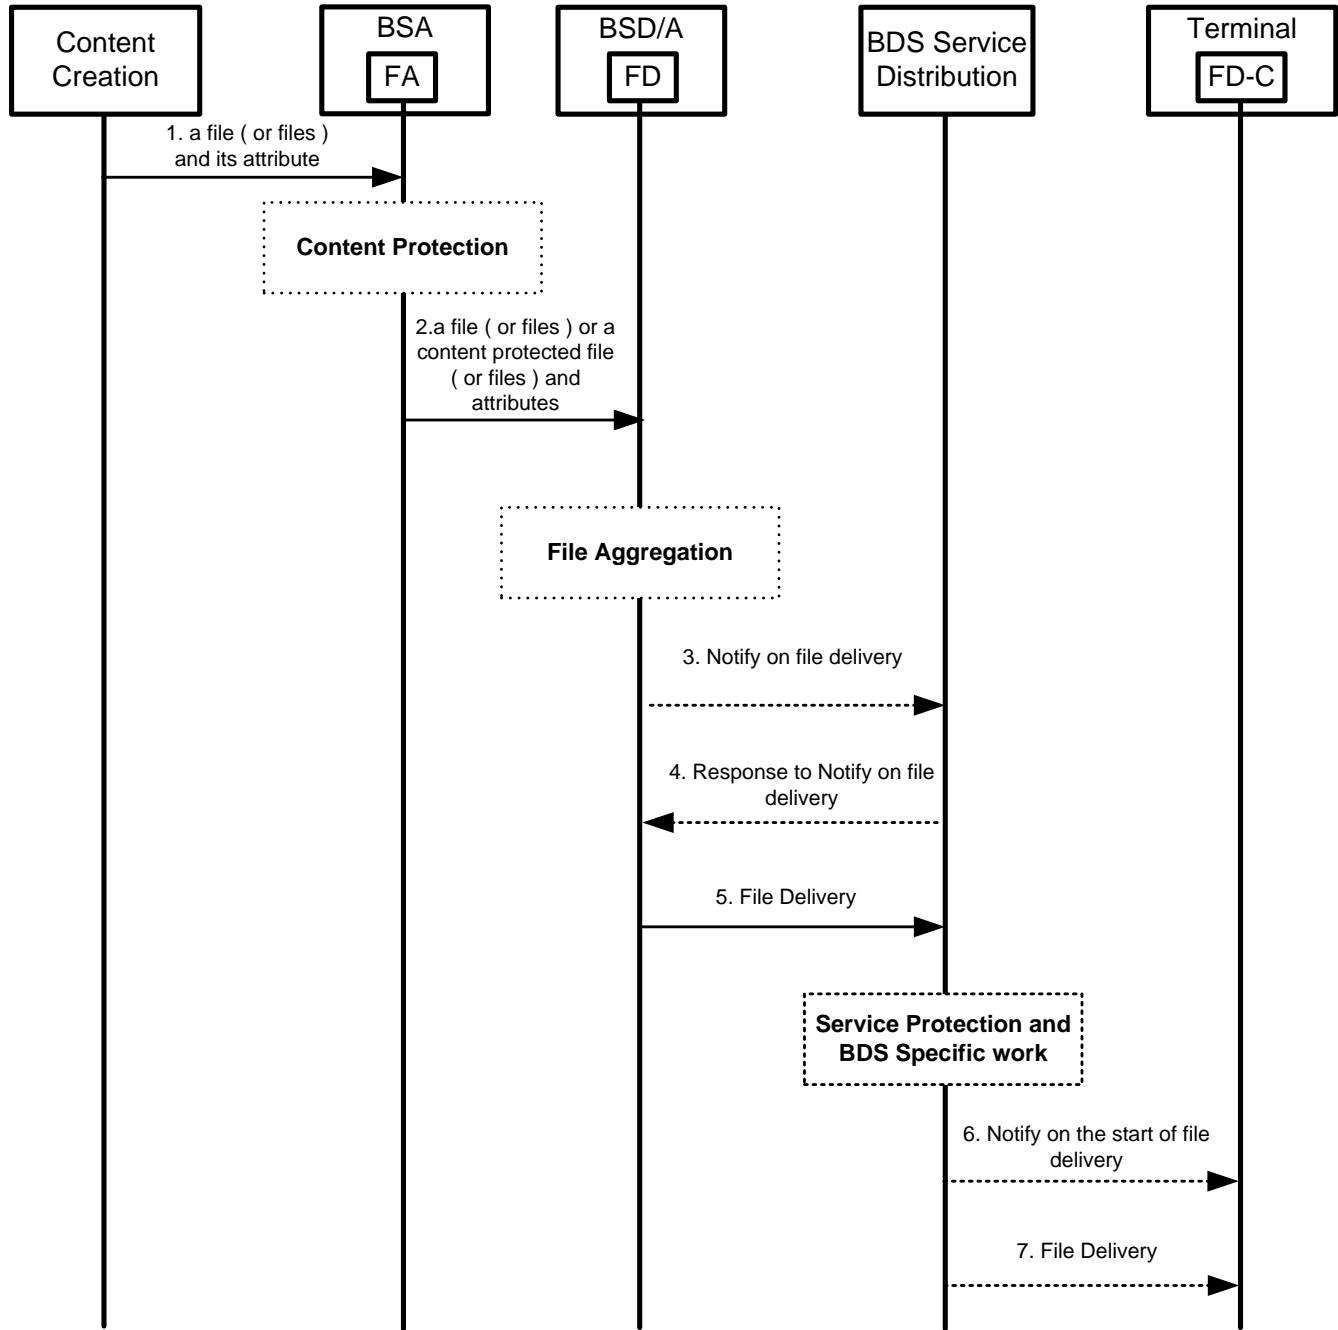 Content
Creation
BSA
FA
BSD/A
FD
BDS Service
Distribution
Terminal
FD-C
1. a file ( or files )
and its attribute
Content Protection
2.a file ( or files ) or a
content protected file
( or files ) and
attributes
File Aggregation
3. Notify on file delivery
4. Response to Notify on file
delivery
5. File Delivery
Service Protection and
BDS Specific work
6. Notify on the start of file
delivery
7. File Delivery